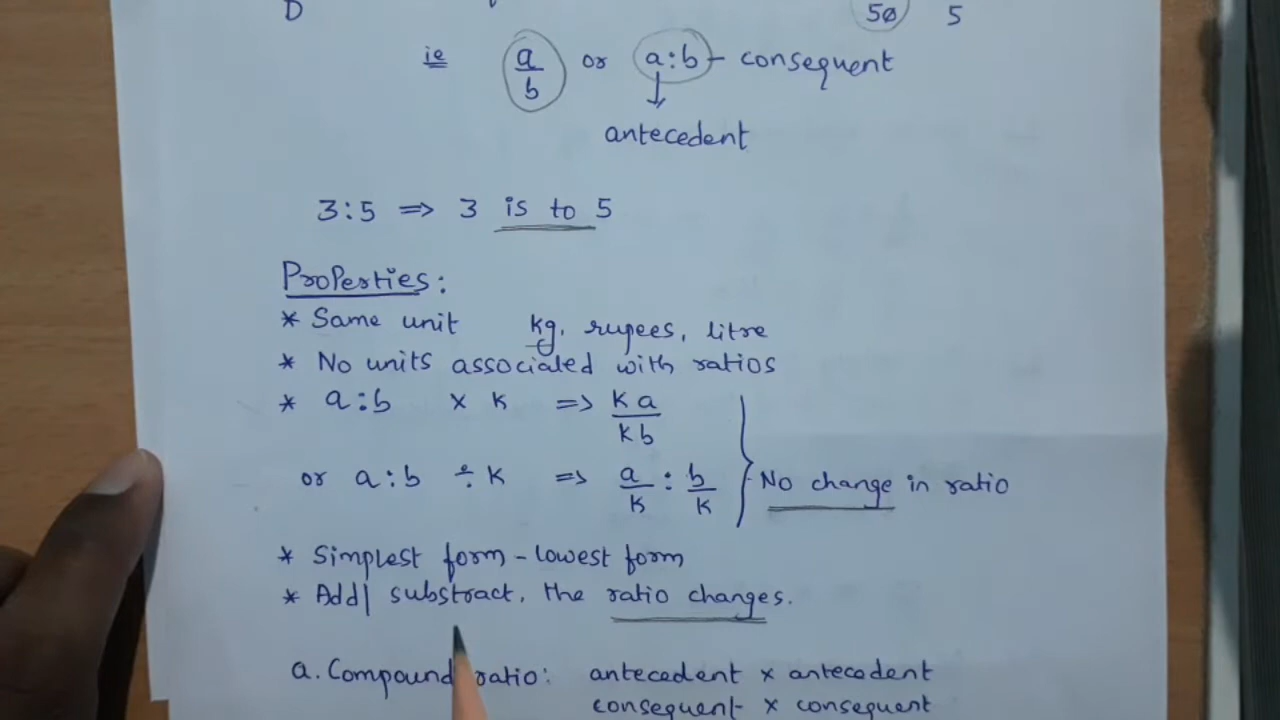 D 50 5
ie a/b or a:b - consequent
antecedent
3:5 ⇒ 3 is to 5
Properties:
* Same unit kg, rupees, litre
* No units associated with ratios
* a:b × k ⇒ ka/kb
or a:b ÷ k ⇒ a/k : b/k } No change in ratio
* Simplest form - lowest form
* Add| substract, the ratio changes.
a. Compound ratio: antecedent × antecedent
consequent × consequent